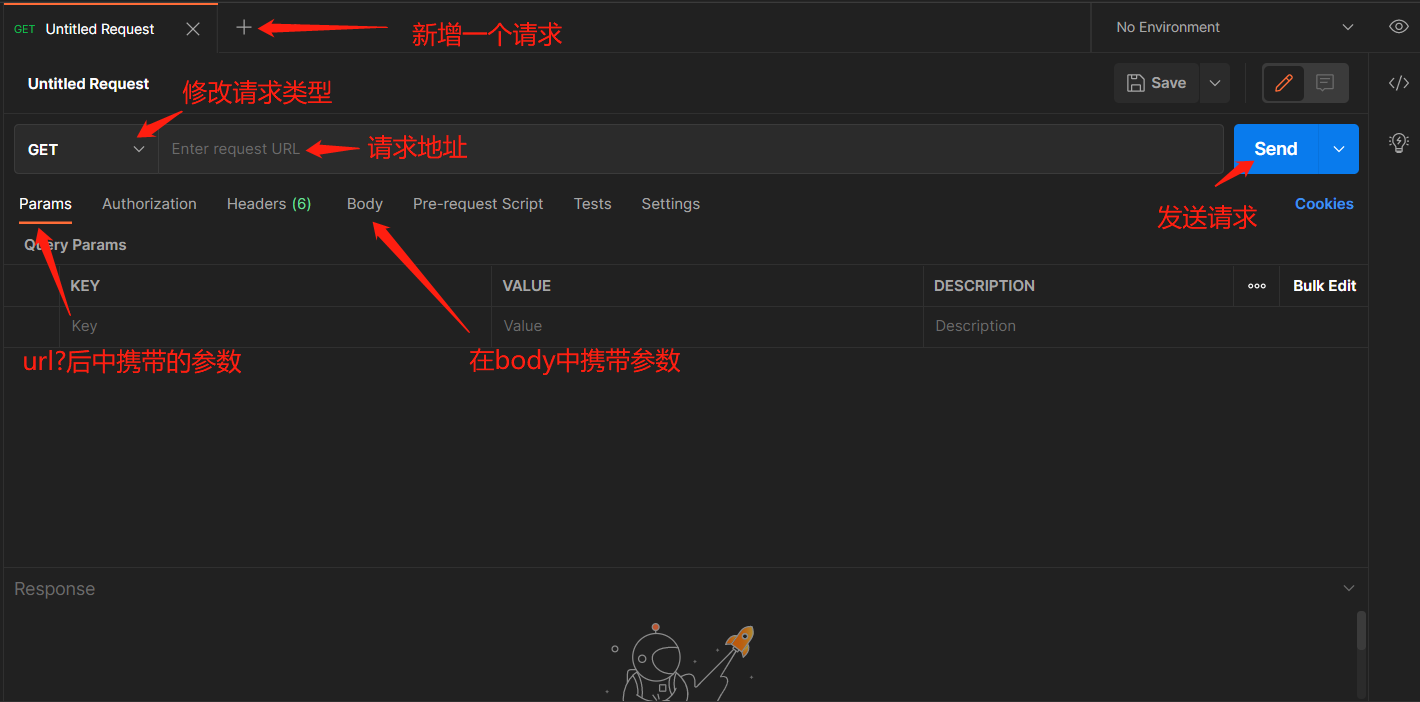 GET Untitled Request
新增一个请求
No Environment
Untitled Request
修改请求类型
Save
GET
Enter request URL
请求地址
Send
Params
Authorization
Headers (6)
Body
Pre-request Script
Tests
Settings
发送请求
Cookies
Query Params
KEY
VALUE
DESCRIPTION
Bulk Edit
Key
Value
Description
url?后中携带的参数
在body中携带参数
Response